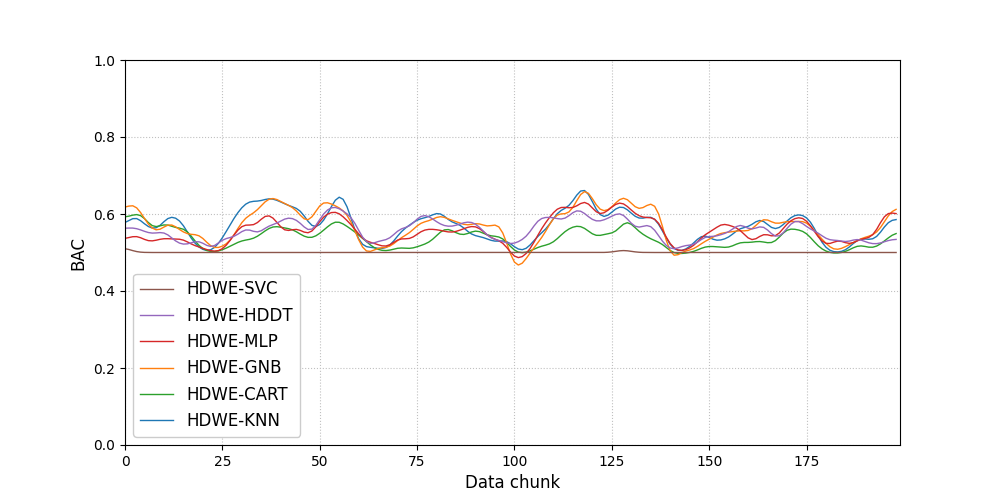 1.0
0.8
0.6
0.4
0.2
0.0
BAC
HDWE-SVC
HDWE-HDDT
HDWE-MLP
HDWE-GNB
HDWE-CART
HDWE-KNN
0 25 50 75 100 125 150 175
Data chunk